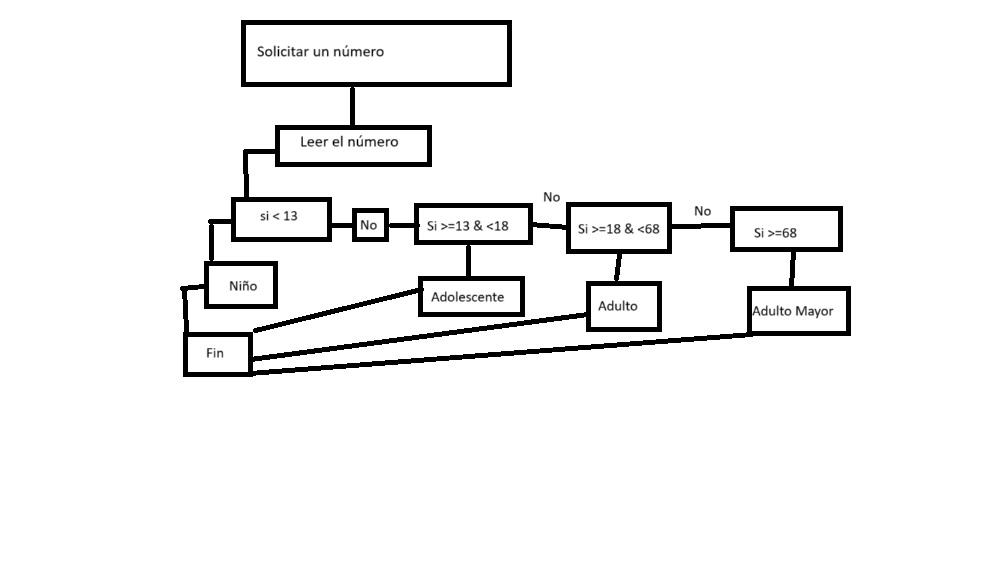 Solicitar un número
Leer el número
si < 13
No
Si >=13 & <18
No
Si >=18 & <68
No
Si >=68
Niño
Adolescente
Adulto
Adulto Mayor
Fin